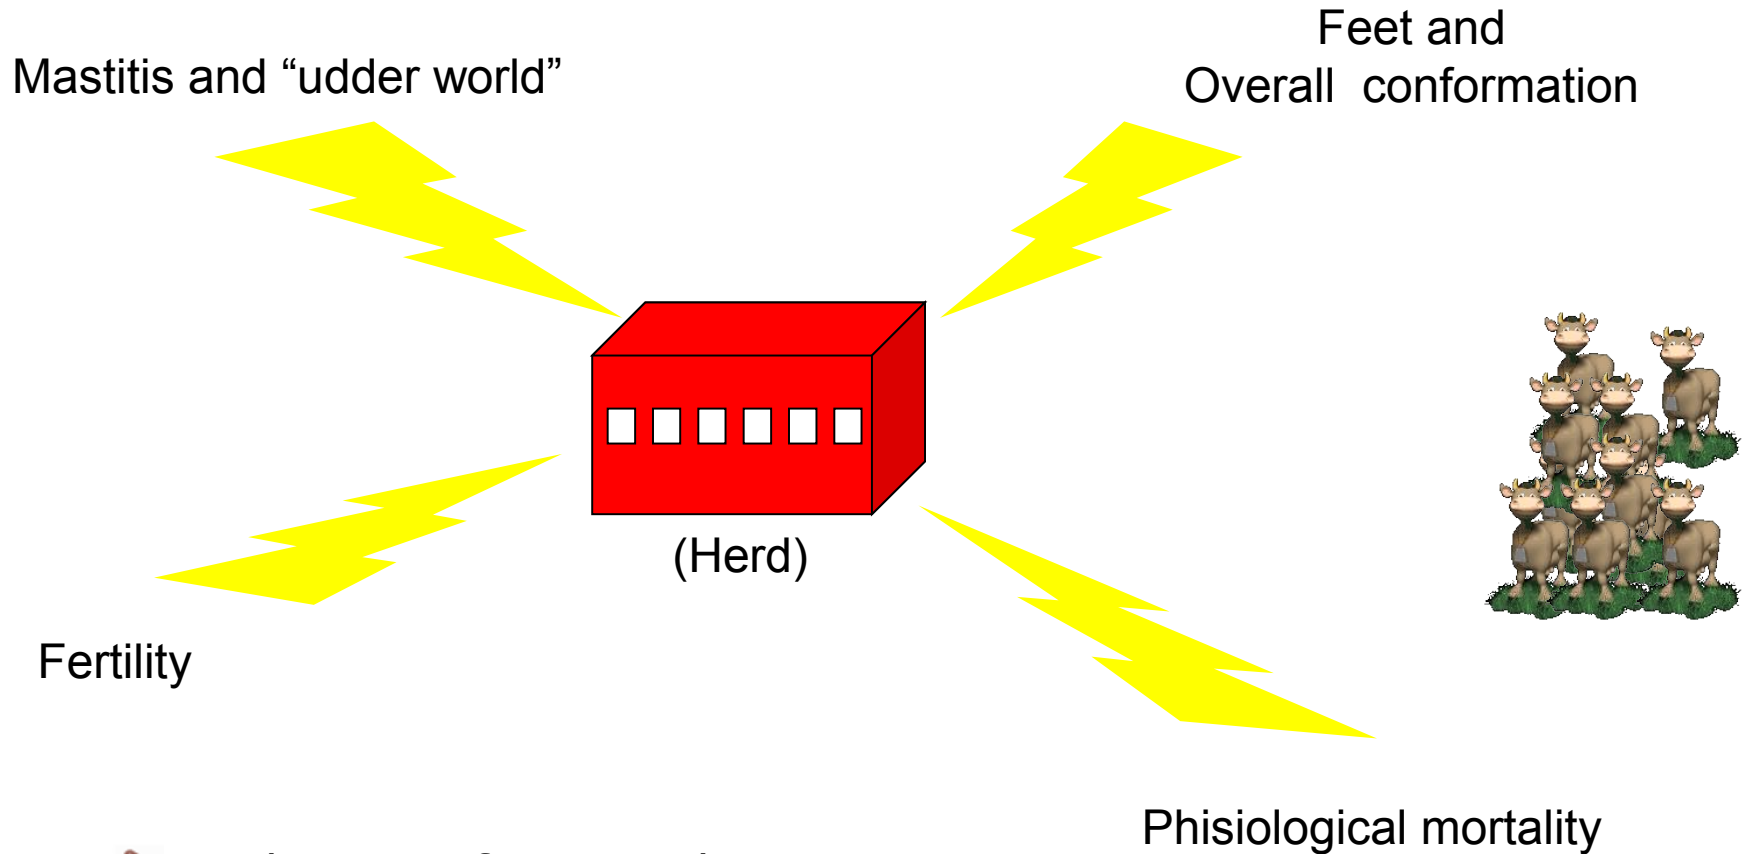 Feet and
Mastitis and “udder world”
Overall conformation
(Herd)
Fertility
Phisiological mortality